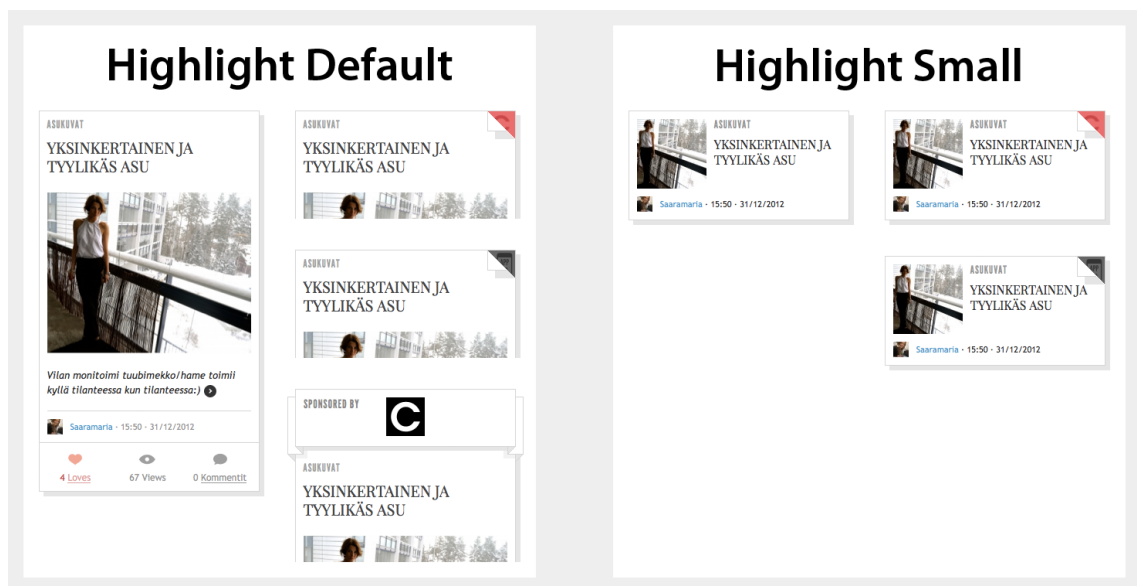 Highlight Default
ASUKUVAT
YKSINKERTAINEN JA
TYYLIKÄS ASU
Vilan monitoimi tuubimekko/hame toimii
kyllä tilanteessa kun tilanteessa:)
Saaramaria · 15:50 · 31/12/2012
4 Loves
67 Views
0 Kommentit
ASUKUVAT
YKSINKERTAINEN JA
TYYLIKÄS ASU
ASUKUVAT
YKSINKERTAINEN JA
TYYLIKÄS ASU
SPONSORED BY
C
ASUKUVAT
YKSINKERTAINEN JA
TYYLIKÄS ASU
Highlight Small
ASUKUVAT
YKSINKERTAINEN JA
TYYLIKÄS ASU
Saaramaria · 15:50 · 31/12/2012
ASUKUVAT
YKSINKERTAINEN JA
TYYLIKÄS ASU
Saaramaria · 15:50 · 31/12/2012
ASUKUVAT
YKSINKERTAINEN JA
TYYLIKÄS ASU
Saaramaria · 15:50 · 31/12/2012